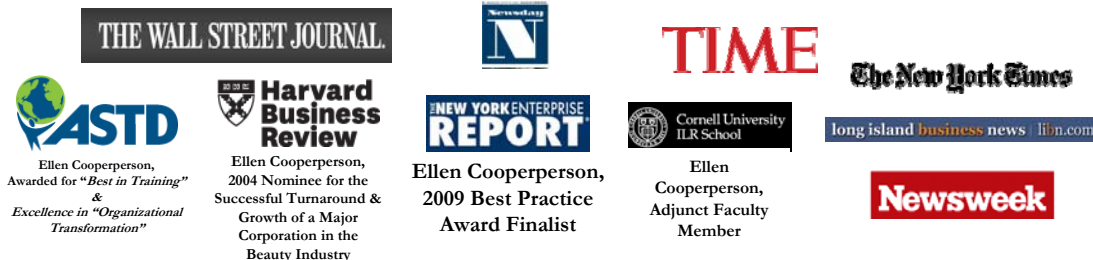 THE WALL STREET JOURNAL.
Newsday
N
TIME
The New York Times
ASTD
Harvard
Business
Review
THE NEW YORK ENTERPRISE
REPORT
Cornell University
ILR School
long island business news | libn.com
Newsweek
Ellen Cooperperson,
Awarded for “Best in Training”
&
Excellence in “Organizational
Transformation”
Ellen Cooperperson,
2004 Nominee for the
Successful Turnaround &
Growth of a Major
Corporation in the
Beauty Industry
Ellen Cooperperson,
2009 Best Practice
Award Finalist
Ellen
Cooperperson,
Adjunct Faculty
Member